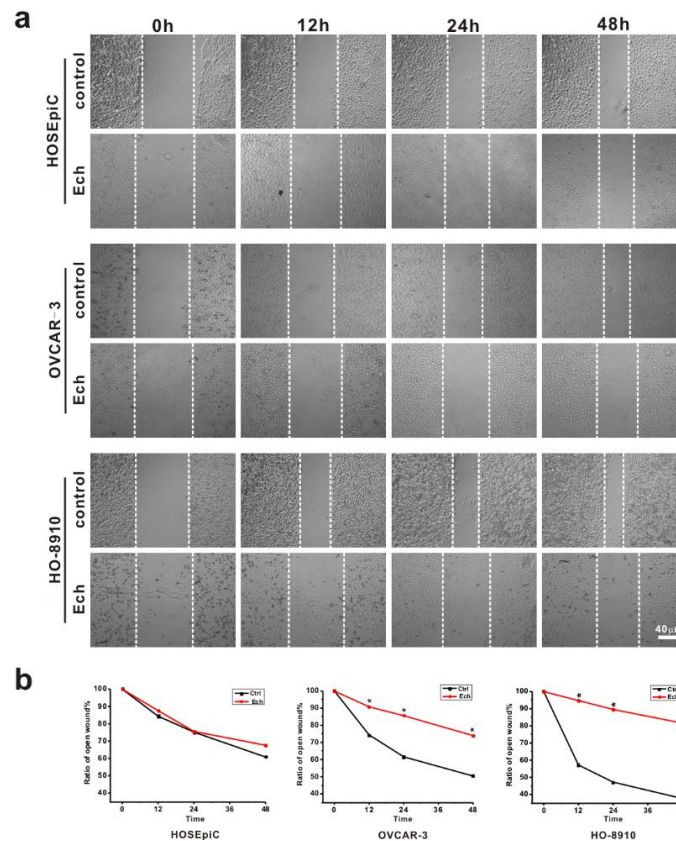 a
0h 12h 24h 48h
HOSEpiC
control
Ech
OVCAR-3
control
Ech
HO-8910
control
Ech
b
Ratio of open wound%
100
90
80
70
60
50
40
Ctrl
Ech
0 12 24 36 48
Time
HOSEpiC
Ratio of open wound%
100
90
80
70
60
50
40
Ctrl
Ech
* * *
0 12 24 36 48
Time
OVCAR-3
Ratio of open wound%
100
90
80
70
60
50
40
Ctrl
Ech
* *
0 12 24 36
Time
HO-8910